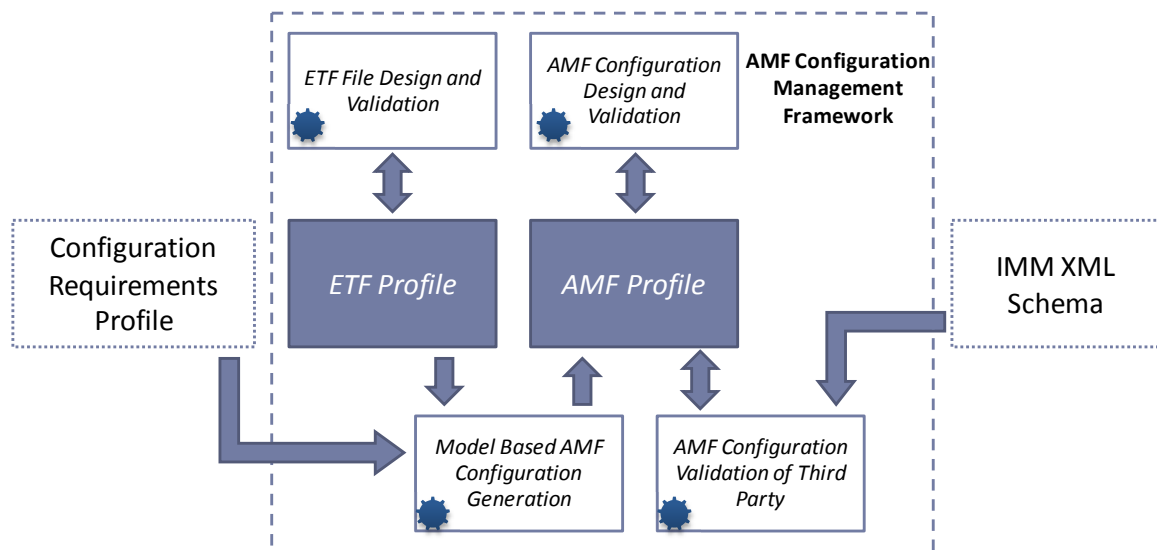 ETF File Design and
Validation
AMF Configuration
Design and
Validation
AMF Configuration
Management
Framework
Configuration
Requirements
Profile
ETF Profile
AMF Profile
IMM XML
Schema
Model Based AMF
Configuration
Generation
AMF Configuration
Validation of Third
Party